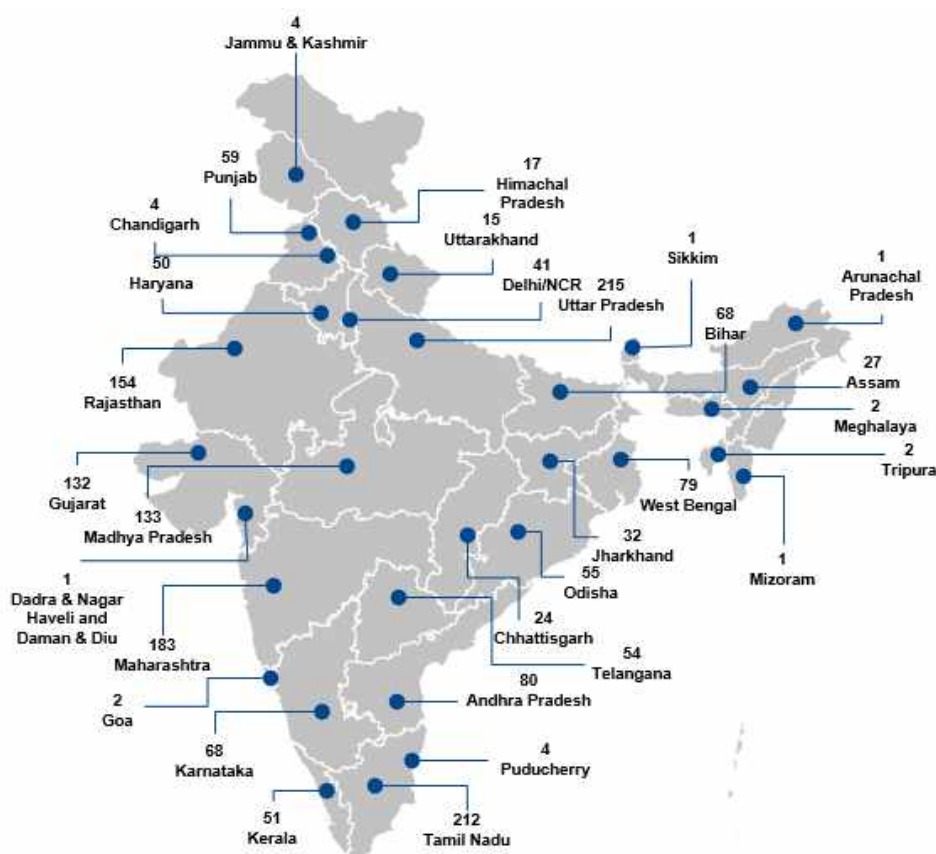 4
Jammu & Kashmir
59
Punjab
17
Himachal
Pradesh
4
Chandigarh
15
Uttarakhand
50
Haryana
41
Delhi/NCR
215
Uttar Pradesh
1
Sikkim
1
Arunachal
Pradesh
68
Bihar
154
Rajasthan
27
Assam
2
Meghalaya
132
Gujarat
2
Tripura
133
Madhya Pradesh
79
West Bengal
32
Jharkhand
1
Mizoram
1
Dadra & Nagar
Haveli and
Daman & Diu
55
Odisha
24
Chhattisgarh
183
Maharashtra
54
Telangana
80
Andhra Pradesh
2
Goa
68
Karnataka
4
Puducherry
51
Kerala
212
Tamil Nadu